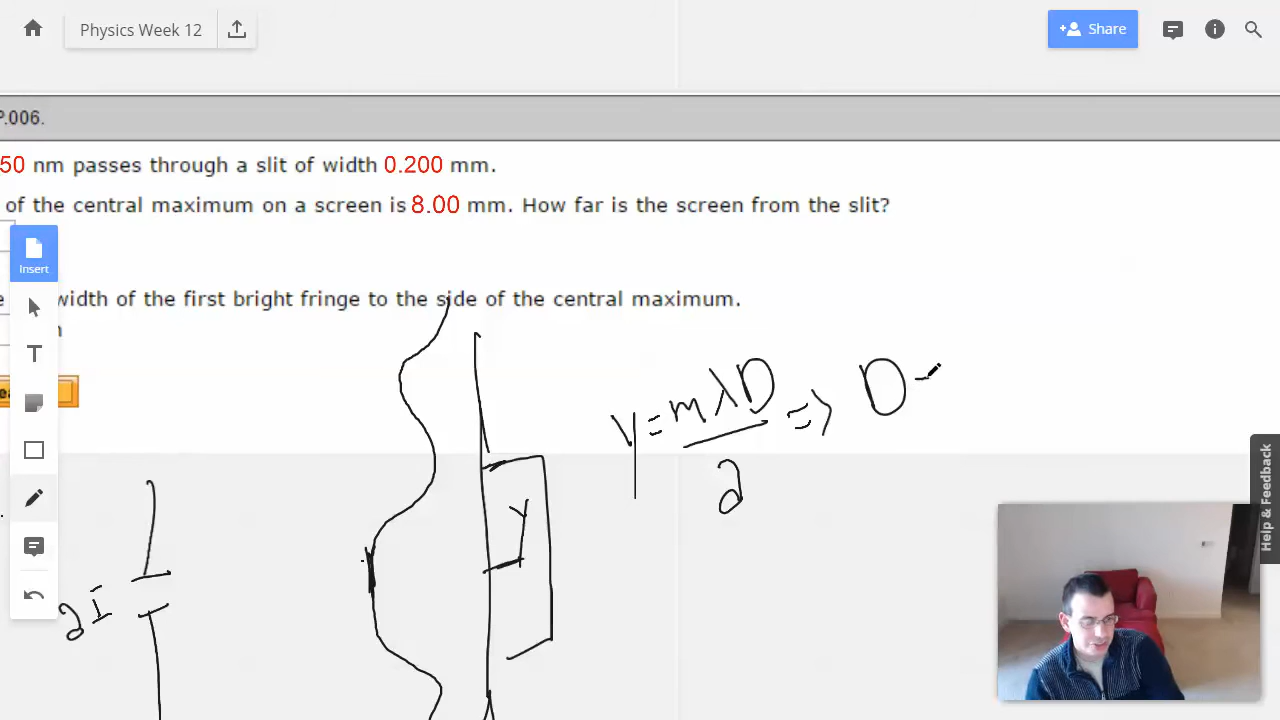 Physics Week 12
Share
P.006.
50 nm passes through a slit of width 0.200 mm.
of the central maximum on a screen is 8.00 mm. How far is the screen from the slit?
Insert
width of the first bright fringe to the side of the central maximum.
T
y = mλD ⇒ D
a
y
a
Help & Feedback